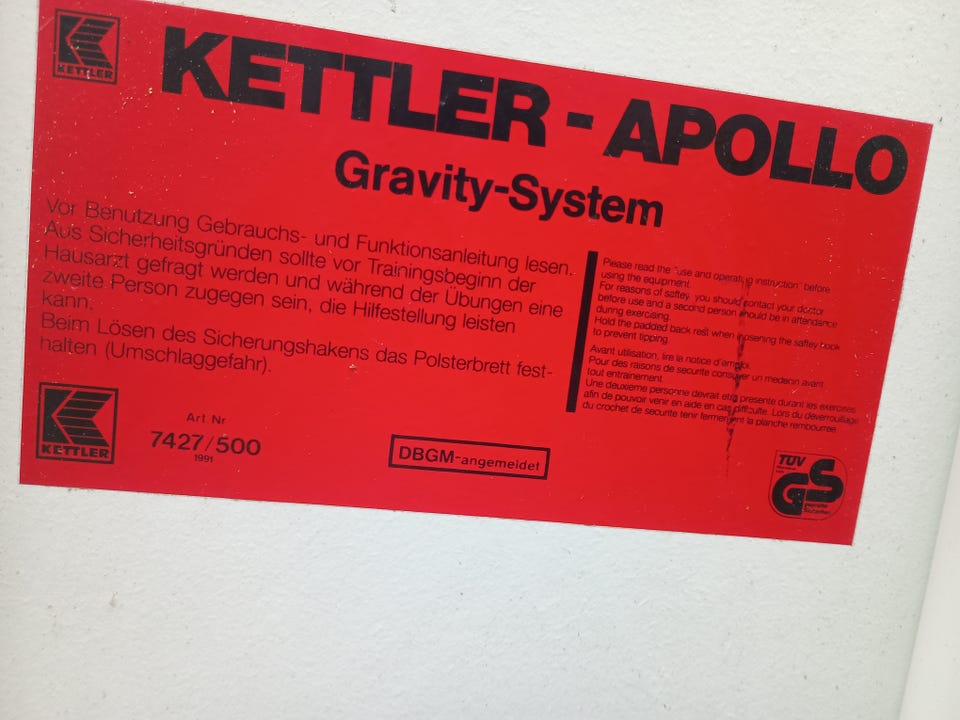 KETTLER
KETTLER - APOLLO
Gravity-System
Vor Benutzung Gebrauchs- und Funktionsanleitung lesen.
Aus Sicherheitsgründen sollte vor Trainingsbeginn der
Hausarzt gefragt werden und während der Übungen eine
zweite Person zugegen sein, die Hilfestellung leisten
kann.
Beim Lösen des Sicherungshakens das Polsterbrett fest-
halten (Umschlaggefahr).
Please read the "use and operating instruction" before
using the equipment.
For reasons of saftey you should contact your doctor
before use and a second person should be in attendance
during exercising.
Hold the padded back rest when loosening the saftey hook
to prevent tipping.
Avant utilisation, lire la notice d'emploi.
Pour des raisons de securite consulter un medecin avant
tout entrainement.
Une deuxieme personne devrait etre presente durant les exercises
afin de pouvoir venir en aide en cas difficulte. Lors du deverrouillage
du crochet de securite tenir fermement la planche rembourree.
KETTLER
Art. Nr
7427/500
1991
DBGM-angemeldet
TÜV
GS
geprüfte
Sicherheit